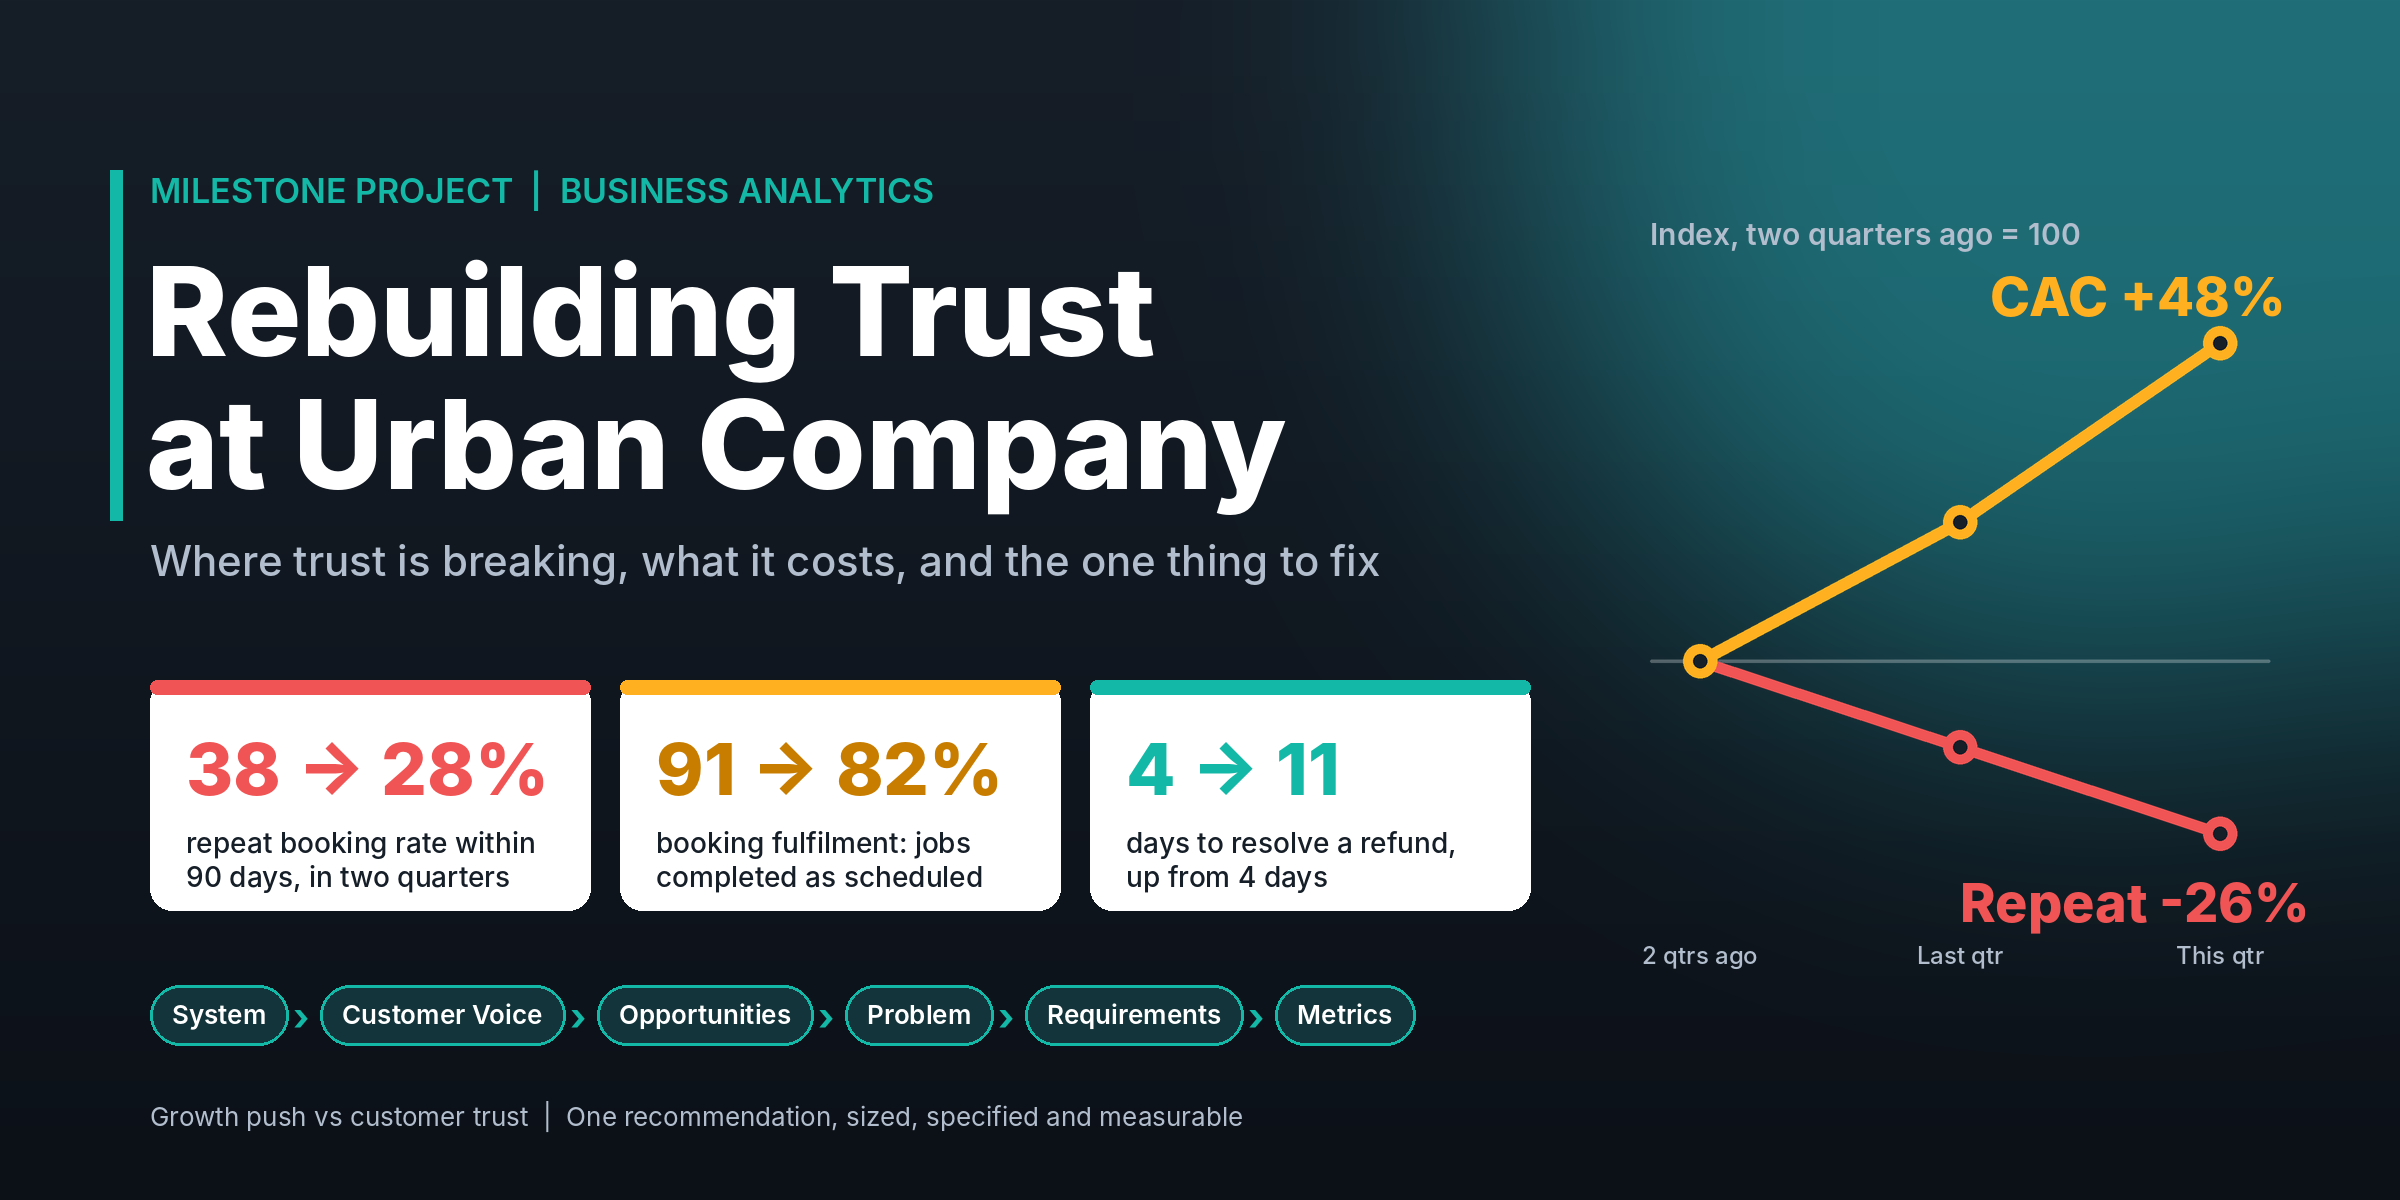 MILESTONE PROJECT | BUSINESS ANALYTICS
Rebuilding Trust
at Urban Company
Where trust is breaking, what it costs, and the one thing to fix
38 → 28%
repeat booking rate within
90 days, in two quarters
91 → 82%
booking fulfilment: jobs
completed as scheduled
4 → 11
days to resolve a refund,
up from 4 days
System › Customer Voice › Opportunities › Problem › Requirements › Metrics
Growth push vs customer trust | One recommendation, sized, specified and measurable
Index, two quarters ago = 100
CAC +48%
Repeat -26%
2 qtrs ago Last qtr This qtr